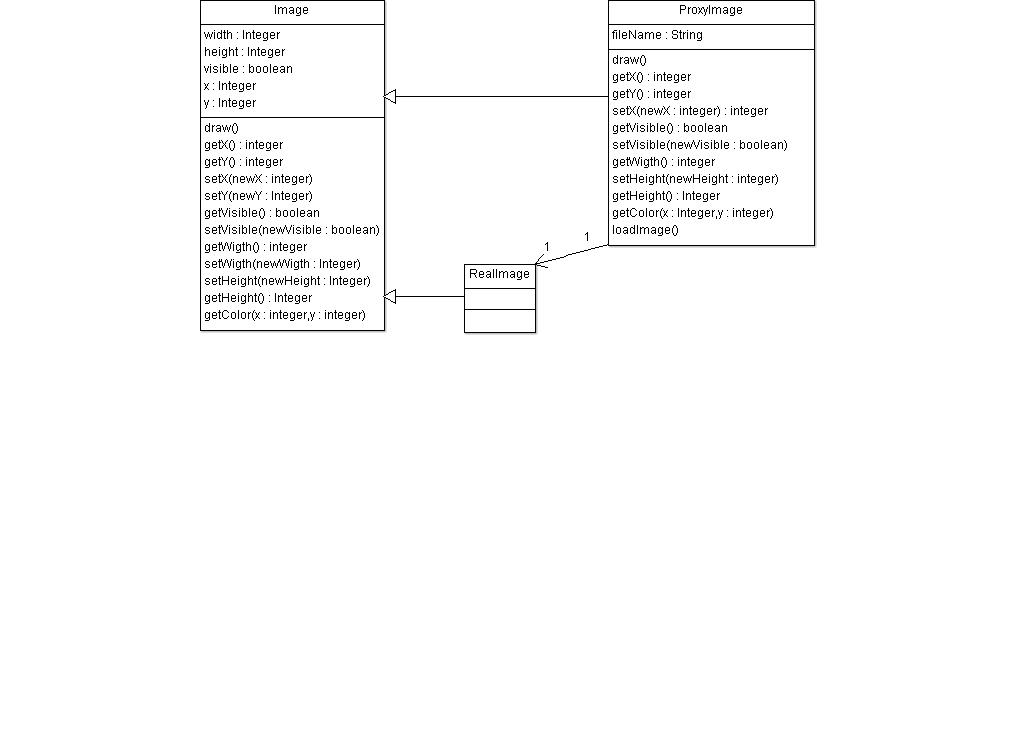 Image
width : Integer
height : Integer
visible : boolean
x : Integer
y : Integer
draw()
getX() : integer
getY() : integer
setX(newX : integer)
setY(newY : Integer)
getVisible() : boolean
setVisible(newVisible : boolean)
getWigth() : integer
setWigth(newWigth : Integer)
setHeight(newHeight : Integer)
getHeight() : Integer
getColor(x : integer,y : integer)
ProxyImage
fileName : String
draw()
getX() : integer
getY() : integer
setX(newX : integer) : integer
getVisible() : boolean
setVisible(newVisible : boolean)
getWigth() : integer
setHeight(newHeight : integer)
getHeight() : Integer
getColor(x : Integer,y : integer)
loadImage()
1
1
RealImage